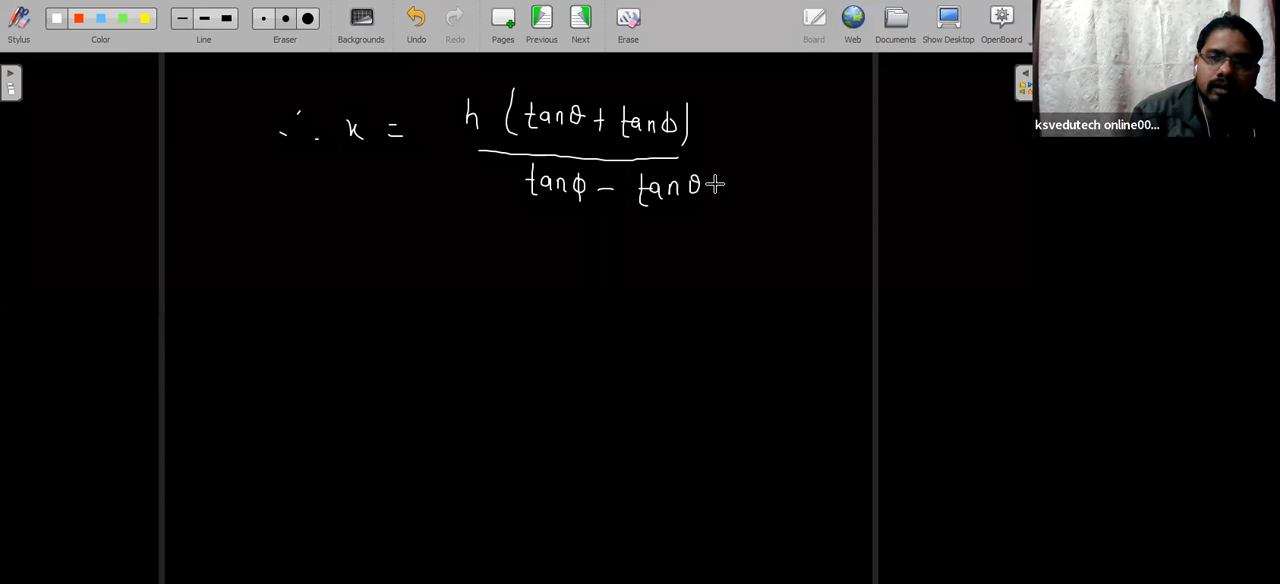 Stylus Color Line Eraser Backgrounds Undo Redo Pages Previous Next Erase Board Web Documents Show Desktop OpenBoard
ksvedutech online00...
∴ x = h (tanθ + tanϕ)
tanϕ - tanθ